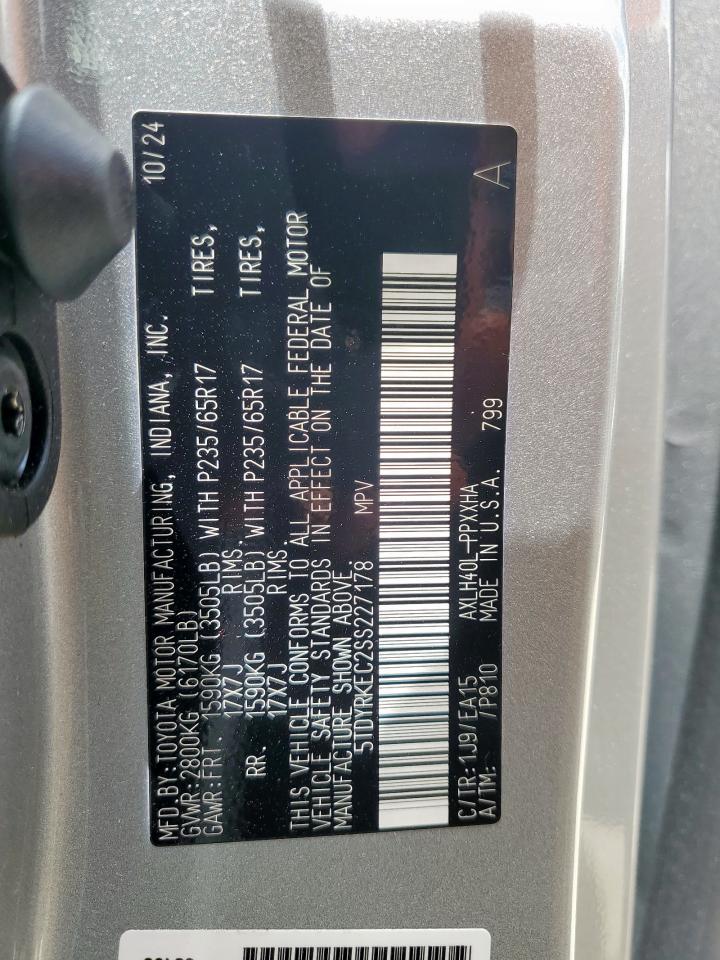 MFD.BY:TOYOTA MOTOR MANUFACTURING, INDIANA, INC. 10/24
GVWR:2800KG (6170LB)
GAWR:FRT. 1590KG (3505LB) WITH P235/65R17 TIRES,
17X7J RIMS,
RR. 1590KG (3505LB) WITH P235/65R17 TIRES,
17X7J RIMS
THIS VEHICLE CONFORMS TO ALL APPLICABLE FEDERAL MOTOR
VEHICLE SAFETY STANDARDS IN EFFECT ON THE DATE OF
MANUFACTURE SHOWN ABOVE.
5TDYRKEC2SS227178 MPV
C/TR:1J9/EA15 AXLH40L-PPXXHA
A/TM: /P810 MADE IN U.S.A. 799 A